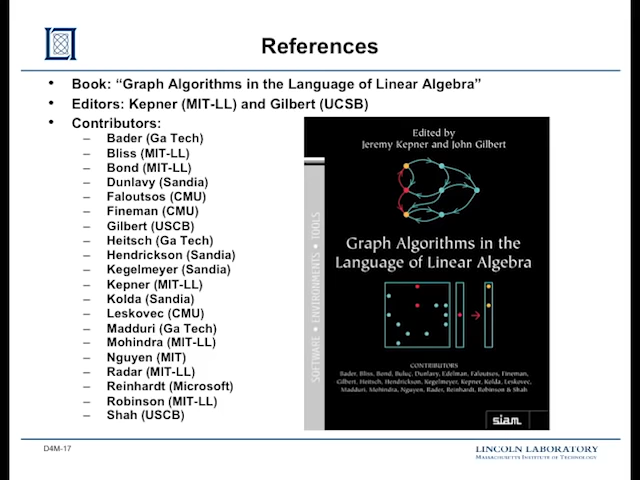 References
• Book: “Graph Algorithms in the Language of Linear Algebra”
• Editors: Kepner (MIT-LL) and Gilbert (UCSB)
• Contributors:
– Bader (Ga Tech)
– Bliss (MIT-LL)
– Bond (MIT-LL)
– Dunlavy (Sandia)
– Faloutsos (CMU)
– Fineman (CMU)
– Gilbert (USCB)
– Heitsch (Ga Tech)
– Hendrickson (Sandia)
– Kegelmeyer (Sandia)
– Kepner (MIT-LL)
– Kolda (Sandia)
– Leskovec (CMU)
– Madduri (Ga Tech)
– Mohindra (MIT-LL)
– Nguyen (MIT)
– Radar (MIT-LL)
– Reinhardt (Microsoft)
– Robinson (MIT-LL)
– Shah (USCB)
Edited by
Jeremy Kepner and John Gilbert
Graph Algorithms in the
Language of Linear Algebra
SOFTWARE • ENVIRONMENTS • TOOLS
CONTRIBUTORS
Bader, Bliss, Bond, Buluç, Dunlavy, Edelman, Faloutsos, Fineman,
Gilbert, Heitsch, Hendrickson, Kegelmeyer, Kepner, Kolda, Leskovec,
Madduri, Mohindra, Nguyen, Rader, Reinhardt, Robinson & Shah
siam
D4M-17
LINCOLN LABORATORY
MASSACHUSETTS INSTITUTE OF TECHNOLOGY